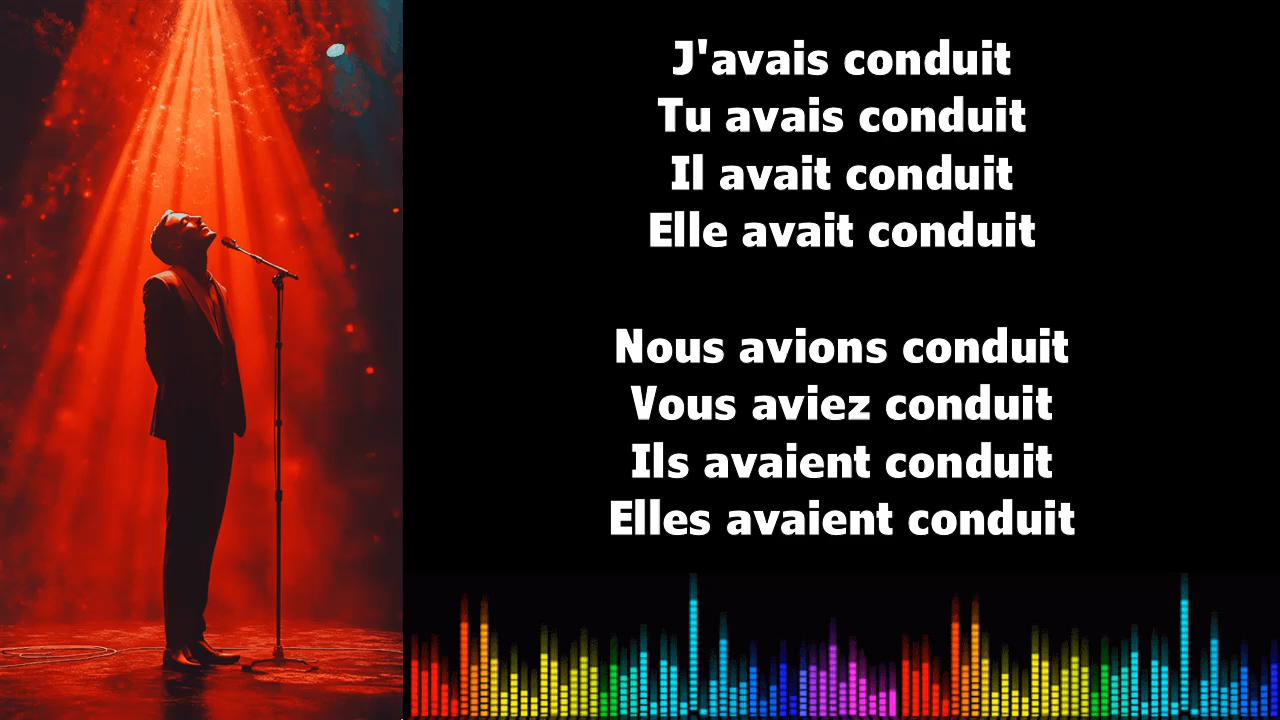 J'avais conduit
Tu avais conduit
Il avait conduit
Elle avait conduit
Nous avions conduit
Vous aviez conduit
Ils avaient conduit
Elles avaient conduit